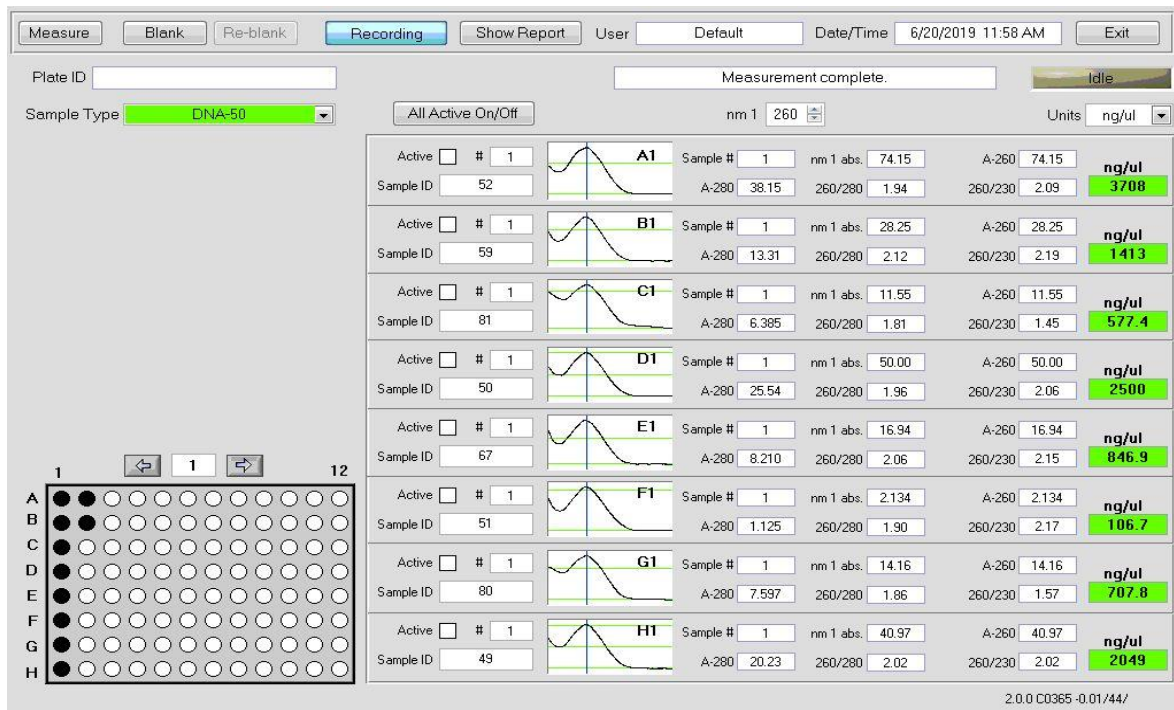 Measure Blank Re-blank Recording Show Report User Default Date/Time 6/20/2019 11:58 AM Exit
Plate ID Measurement complete. Idle
Sample Type DNA-50 All Active On/Off nm 1 260 Units ng/ul
Active # 1 A1 Sample # 1 nm 1 abs. 74.15 A-260 74.15 ng/ul
Sample ID 52 A-280 38.15 260/280 1.94 260/230 2.09 3708
Active # 1 B1 Sample # 1 nm 1 abs. 28.25 A-260 28.25 ng/ul
Sample ID 59 A-280 13.31 260/280 2.12 260/230 2.19 1413
Active # 1 C1 Sample # 1 nm 1 abs. 11.55 A-260 11.55 ng/ul
Sample ID 81 A-280 6.385 260/280 1.81 260/230 1.45 577.4
Active # 1 D1 Sample # 1 nm 1 abs. 50.00 A-260 50.00 ng/ul
Sample ID 50 A-280 25.54 260/280 1.96 260/230 2.06 2500
Active # 1 E1 Sample # 1 nm 1 abs. 16.94 A-260 16.94 ng/ul
Sample ID 67 A-280 8.210 260/280 2.06 260/230 2.15 846.9
Active # 1 F1 Sample # 1 nm 1 abs. 2.134 A-260 2.134 ng/ul
Sample ID 51 A-280 1.125 260/280 1.90 260/230 2.17 106.7
Active # 1 G1 Sample # 1 nm 1 abs. 14.16 A-260 14.16 ng/ul
Sample ID 80 A-280 7.597 260/280 1.86 260/230 1.57 707.8
Active # 1 H1 Sample # 1 nm 1 abs. 40.97 A-260 40.97 ng/ul
Sample ID 49 A-280 20.23 260/280 2.02 260/230 2.02 2049
1 1 12
A
B
C
D
E
F
G
H
2.0.0 C0365 -0.01/44/